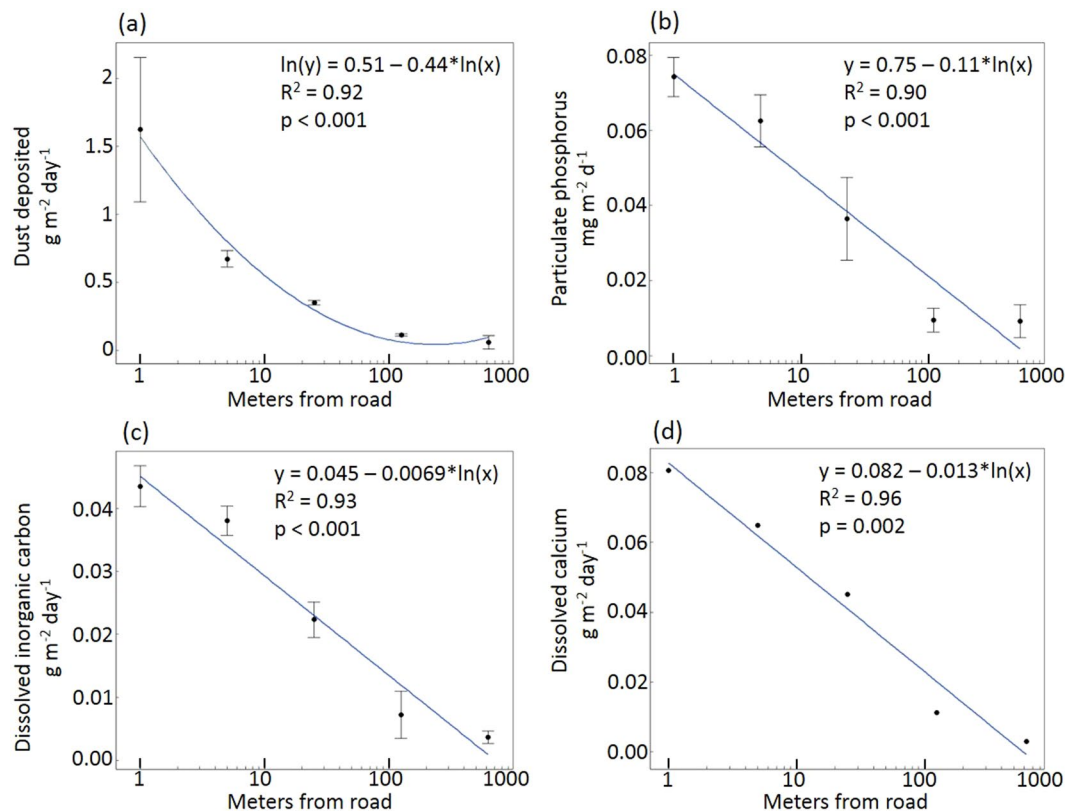 (a)
ln(y) = 0.51 – 0.44*ln(x)
R² = 0.92
p < 0.001
Dust deposited
g m⁻² day⁻¹
2
1.5
1
0.5
0
1 10 100 1000
Meters from road
(b)
y = 0.75 – 0.11*ln(x)
R² = 0.90
p < 0.001
Particulate phosphorus
mg m⁻² d⁻¹
0.08
0.06
0.04
0.02
0.00
1 10 100 1000
Meters from road
(c)
y = 0.045 – 0.0069*ln(x)
R² = 0.93
p < 0.001
Dissolved inorganic carbon
g m⁻² day⁻¹
0.04
0.03
0.02
0.01
0.00
1 10 100 1000
Meters from road
(d)
y = 0.082 – 0.013*ln(x)
R² = 0.96
p = 0.002
Dissolved calcium
g m⁻² day⁻¹
0.08
0.06
0.04
0.02
0.00
1 10 100 1000
Meters from road